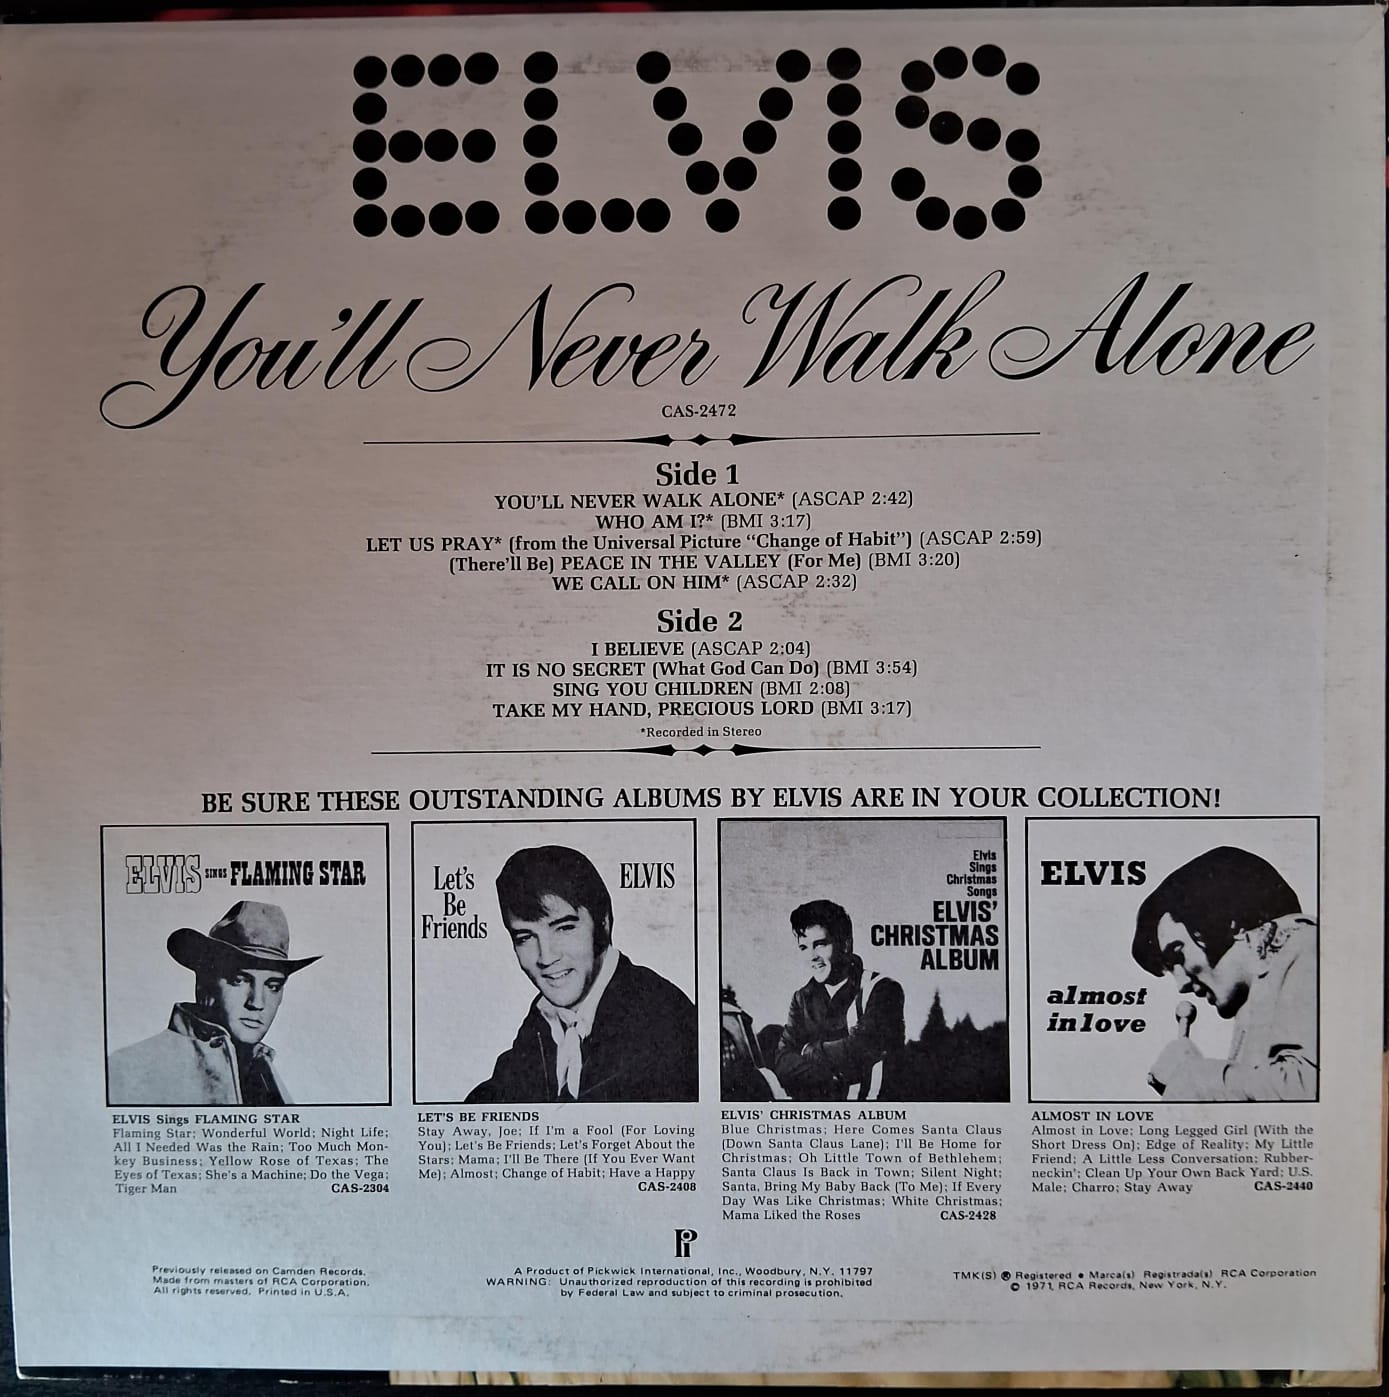 ELVIS
You'll Never Walk Alone
CAS-2472
Side 1
YOU'LL NEVER WALK ALONE* (ASCAP 2:42)
WHO AM I?* (BMI 3:17)
LET US PRAY* (from the Universal Picture “Change of Habit”) (ASCAP 2:59)
(There'll Be) PEACE IN THE VALLEY (For Me) (BMI 3:20)
WE CALL ON HIM* (ASCAP 2:32)
Side 2
I BELIEVE (ASCAP 2:04)
IT IS NO SECRET (What God Can Do) (BMI 3:54)
SING YOU CHILDREN (BMI 2:08)
TAKE MY HAND, PRECIOUS LORD (BMI 3:17)
*Recorded in Stereo
BE SURE THESE OUTSTANDING ALBUMS BY ELVIS ARE IN YOUR COLLECTION!
ELVIS SINGS FLAMING STAR
ELVIS Sings FLAMING STAR
Flaming Star; Wonderful World; Night Life;
All I Needed Was the Rain; Too Much Mon-
key Business; Yellow Rose of Texas; The
Eyes of Texas; She's a Machine; Do the Vega;
Tiger Man CAS-2304
Let's
Be
Friends
ELVIS
LET'S BE FRIENDS
Stay Away, Joe; If I'm a Fool (For Loving
You); Let's Be Friends; Let's Forget About the
Stars; Mama; I'll Be There (If You Ever Want
Me); Almost; Change of Habit; Have a Happy
CAS-2408
Elvis
Sings
Christmas
Songs
ELVIS'
CHRISTMAS
ALBUM
ELVIS' CHRISTMAS ALBUM
Blue Christmas; Here Comes Santa Claus
(Down Santa Claus Lane); I'll Be Home for
Christmas; Oh Little Town of Bethlehem;
Santa Claus Is Back in Town; Silent Night;
Santa, Bring My Baby Back (To Me); If Every
Day Was Like Christmas; White Christmas;
Mama Liked the Roses CAS-2428
ELVIS
almost
in love
ALMOST IN LOVE
Almost in Love; Long Legged Girl (With the
Short Dress On); Edge of Reality; My Little
Friend; A Little Less Conversation; Rubber-
neckin'; Clean Up Your Own Back Yard; U.S.
Male; Charro; Stay Away CAS-2440
Previously released on Camden Records.
Made from masters of RCA Corporation.
All rights reserved. Printed in U.S.A.
Pi
A Product of Pickwick International, Inc., Woodbury, N.Y. 11797
WARNING: Unauthorized reproduction of this recording is prohibited
by Federal Law and subject to criminal prosecution.
TMK(S) ® Registered • Marca(s) Registrada(s) RCA Corporation
© 1971, RCA Records, New York, N.Y.